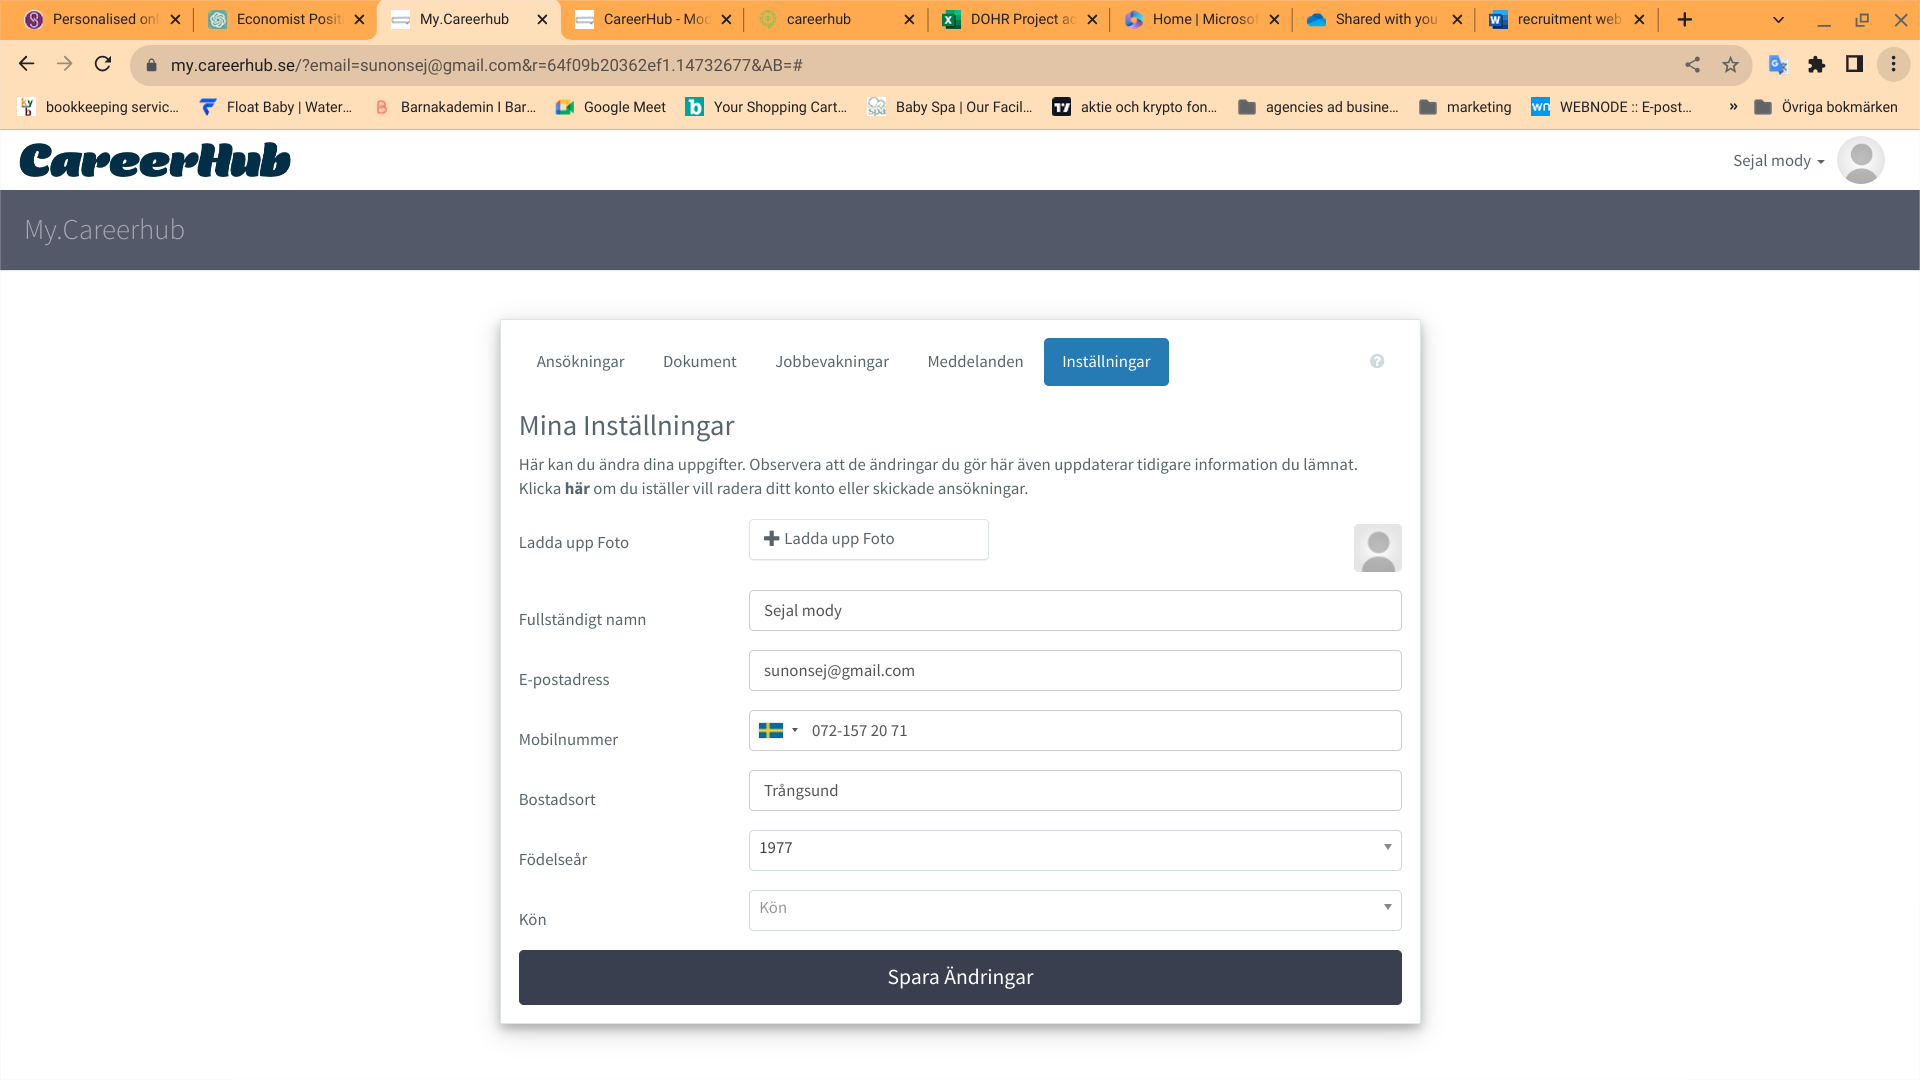 Personalised onl
Economist Positi
My.Careerhub
CareerHub - Mod
careerhub
DOHR Project ac
Home | Microsof
Shared with you
recruitment web
my.careerhub.se/?email=sunonsej@gmail.com&r=64f09b20362ef1.14732677&AB=#
bookkeeping servic...
Float Baby | Water...
Barnakademin I Bar...
Google Meet
Your Shopping Cart...
Baby Spa | Our Facil...
aktie och krypto fon...
agencies ad busine...
marketing
WEBNODE :: E-post...
»
Övriga bokmärken
CareerHub
Sejal mody
My.Careerhub
Ansökningar
Dokument
Jobbevakningar
Meddelanden
Inställningar
Mina Inställningar
Här kan du ändra dina uppgifter. Observera att de ändringar du gör här även uppdaterar tidigare information du lämnat.
Klicka här om du iställer vill radera ditt konto eller skickade ansökningar.
Ladda upp Foto
Ladda upp Foto
Fullständigt namn
Sejal mody
E-postadress
sunonsej@gmail.com
Mobilnummer
072-157 20 71
Bostadsort
Trångsund
Födelseår
1977
Kön
Kön
Spara Ändringar